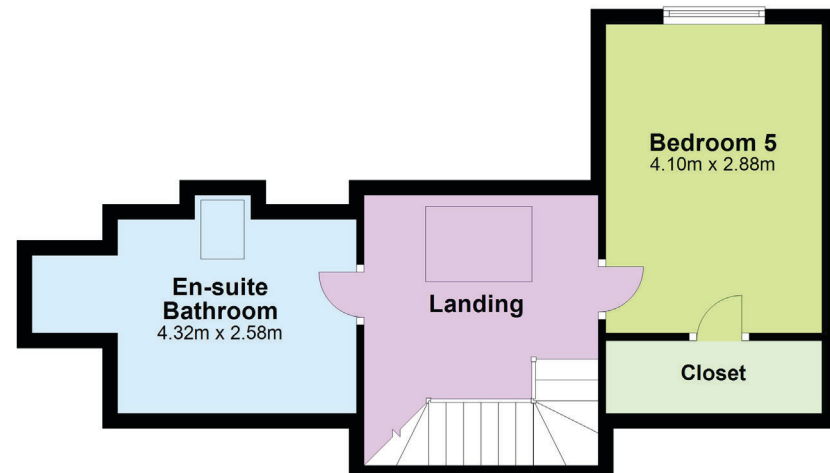 Bedroom 5
4.10m x 2.88m
En-suite
Bathroom
4.32m x 2.58m
Landing
Closet